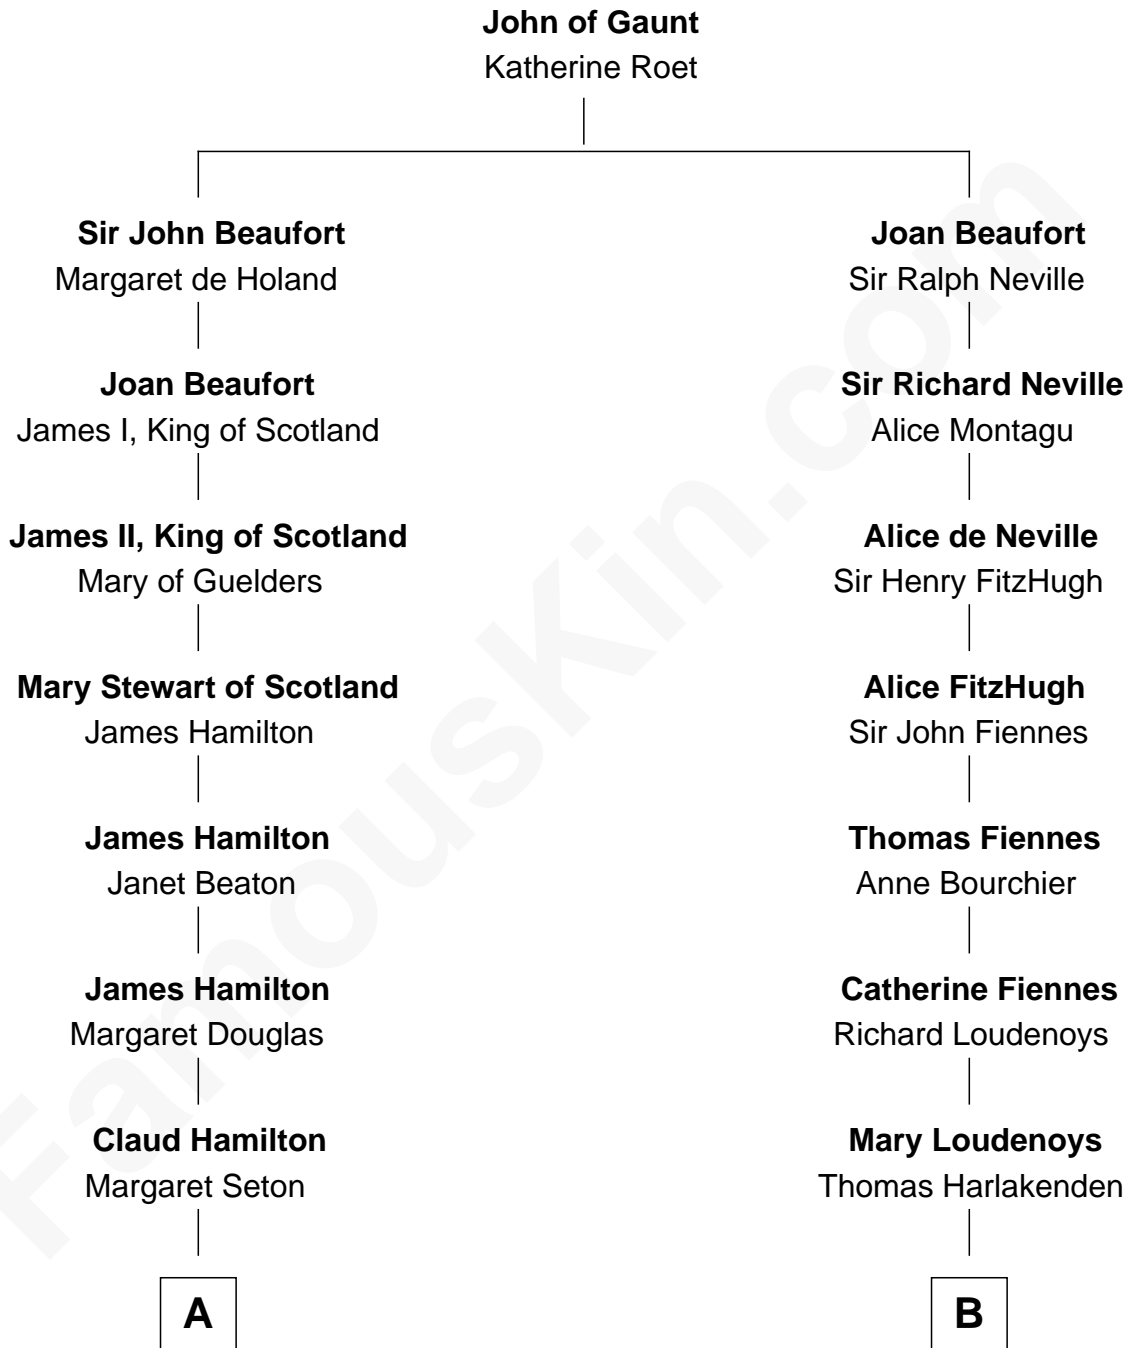 John of Gaunt
Katherine Roet
Sir John Beaufort
Margaret de Holand
Joan Beaufort
James I, King of Scotland
James II, King of Scotland
Mary of Guelders
Mary Stewart of Scotland
James Hamilton
James Hamilton
Janet Beaton
James Hamilton
Margaret Douglas
Claud Hamilton
Margaret Seton
A
Joan Beaufort
Sir Ralph Neville
Sir Richard Neville
Alice Montagu
Alice de Neville
Sir Henry FitzHugh
Alice FitzHugh
Sir John Fiennes
Thomas Fiennes
Anne Bourchier
Catherine Fiennes
Richard Loudenoys
Mary Loudenoys
Thomas Harlakenden
B
FamousKin.com